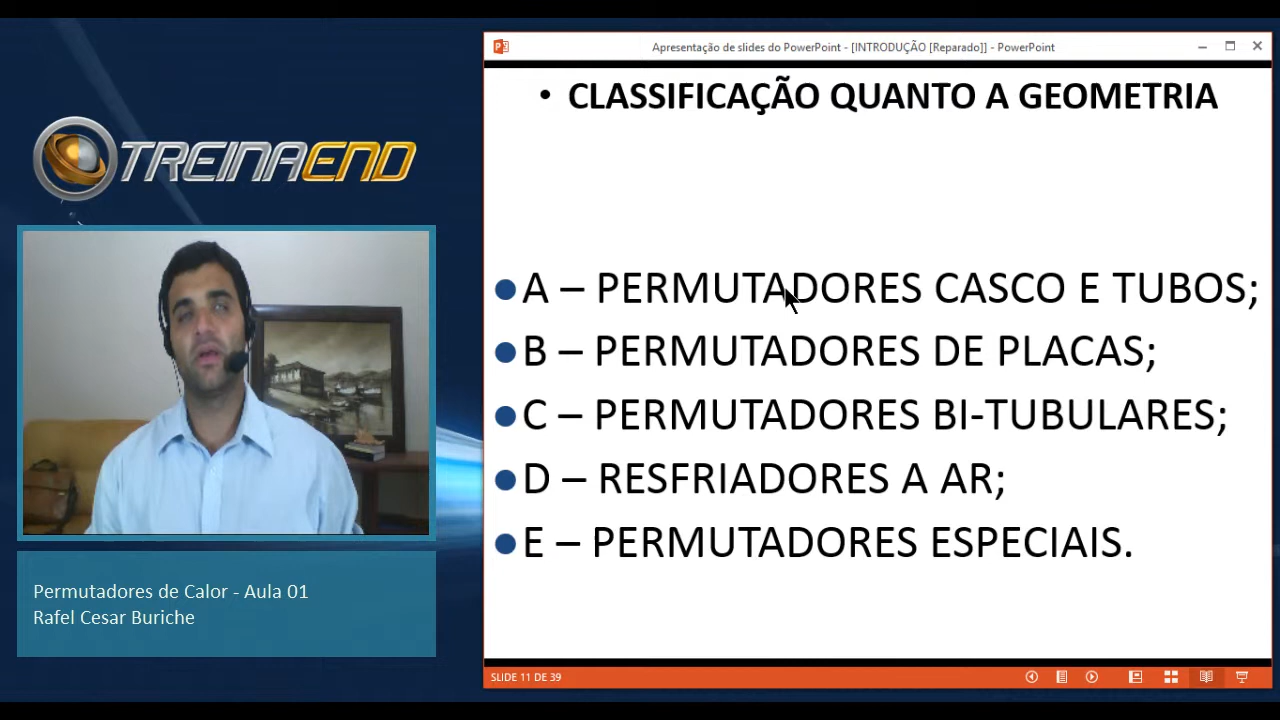 TREINAEND
Permutadores de Calor - Aula 01
Rafel Cesar Buriche
Apresentação de slides do PowerPoint - [INTRODUÇÃO [Reparado]] - PowerPoint
• CLASSIFICAÇÃO QUANTO A GEOMETRIA
A – PERMUTADORES CASCO E TUBOS;
B – PERMUTADORES DE PLACAS;
C – PERMUTADORES BI-TUBULARES;
D – RESFRIADORES A AR;
E – PERMUTADORES ESPECIAIS.
SLIDE 11 DE 39